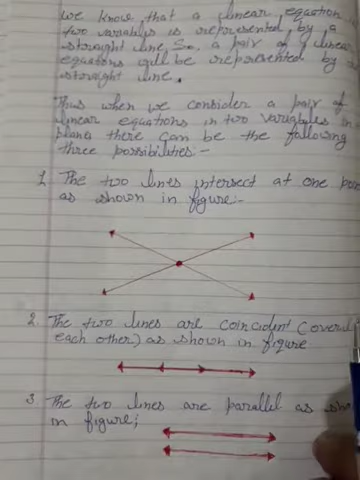 We know that a linear equation
two variables is represented by a
straight line. So, a pair of linear
equations will be represented by
straight line.
Thus when we consider a pair of
linear equations in two variables in
plane there can be the following
three possibilities:-
1. The two lines intersect at one
as shown in figure:-
2. The two lines are coincident
each other) as shown in figure
3. The two lines are parallel as
in figure;